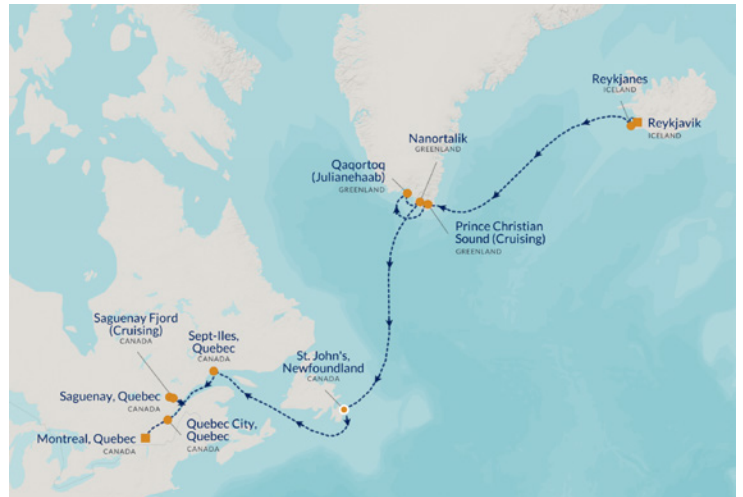 Reykjanes
ICELAND
Reykjavik
ICELAND
Nanortalik
GREENLAND
Qaqortoq
(Julianehaab)
GREENLAND
Prince Christian
Sound (Cruising)
GREENLAND
Saguenay Fjord
(Cruising)
CANADA
Sept-Iles,
Quebec
CANADA
St. John's,
Newfoundland
CANADA
Saguenay, Quebec
CANADA
Quebec City,
Quebec
CANADA
Montreal, Quebec
CANADA